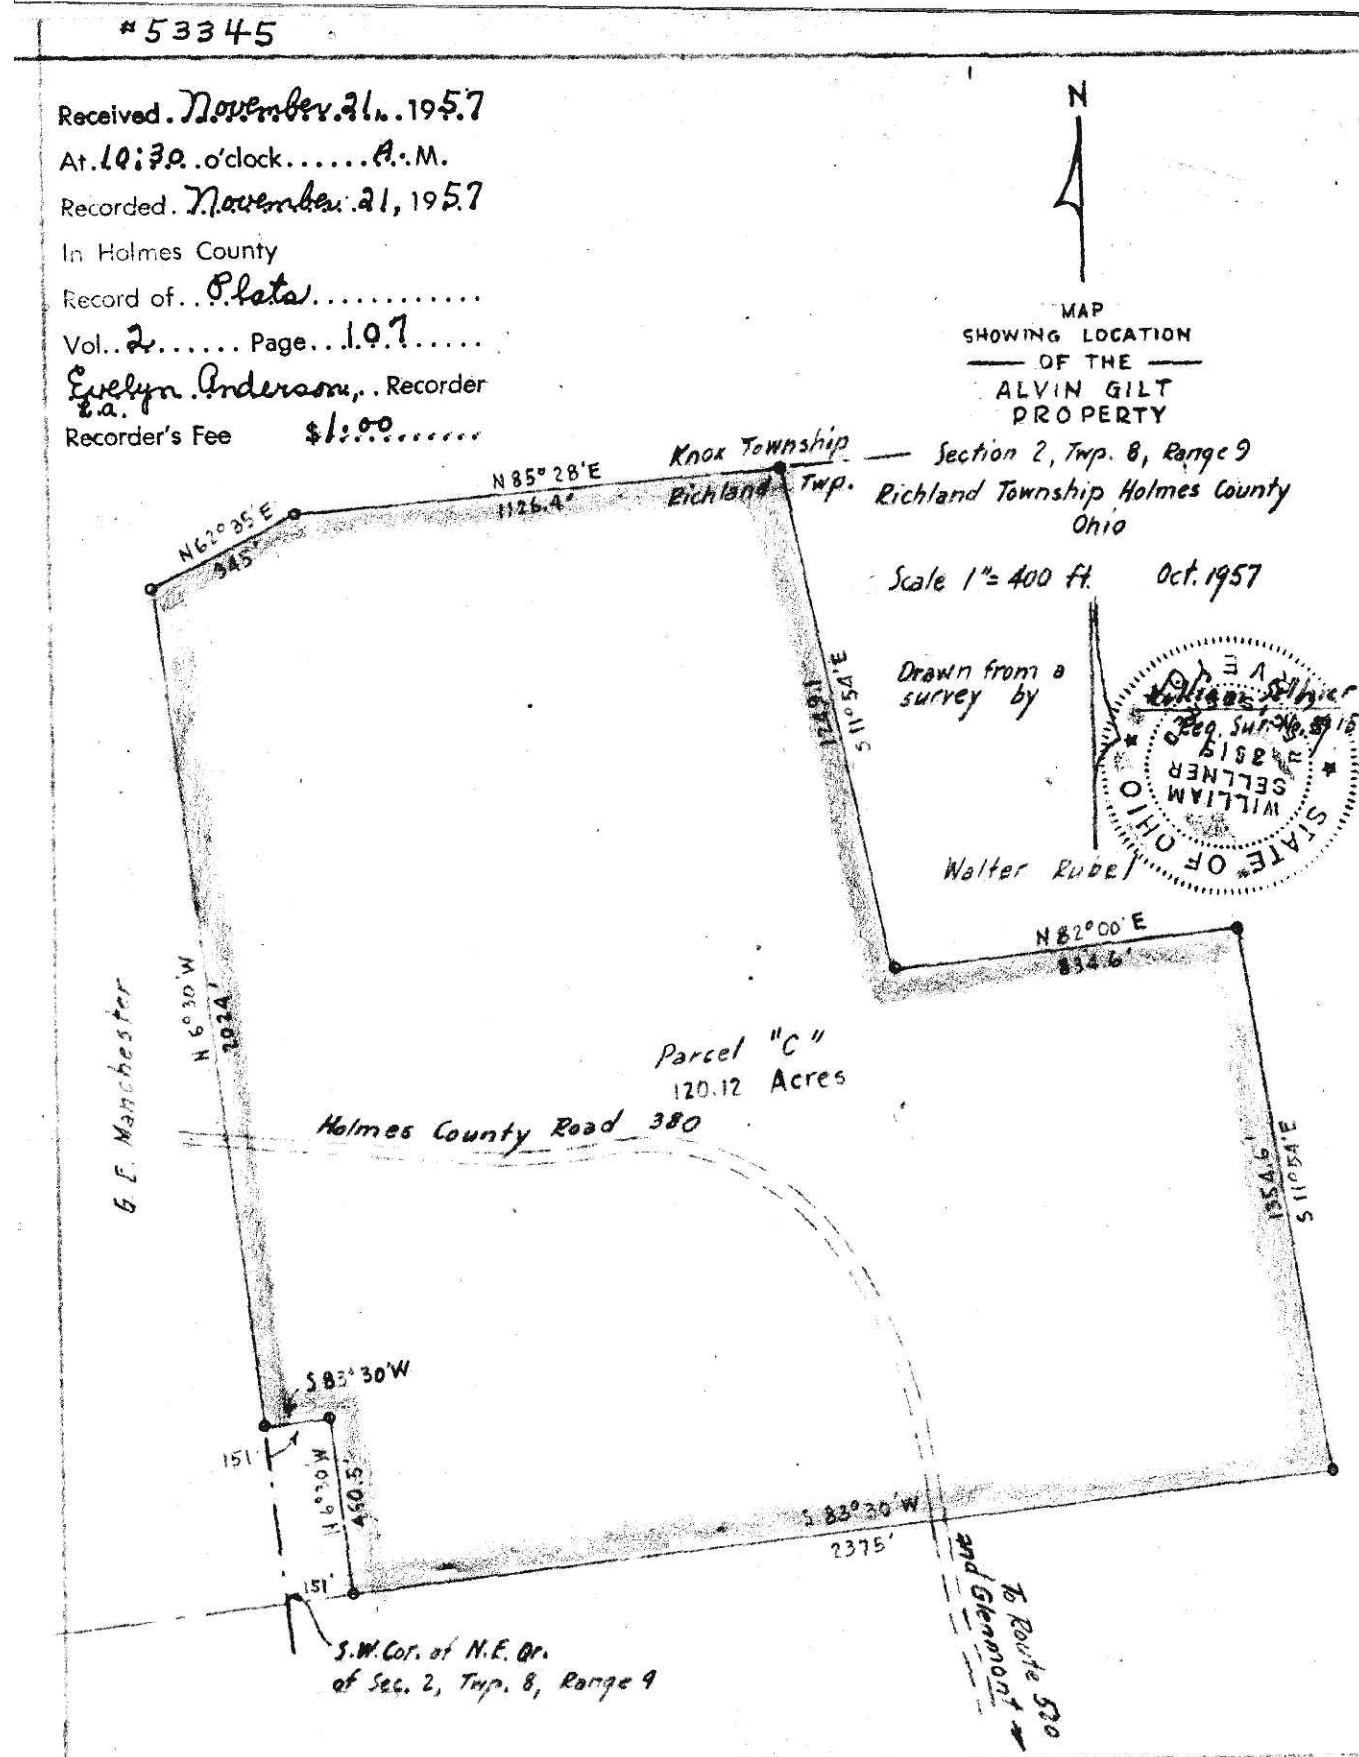 #53345
Received. November 21, 1957
At. 10:30 o'clock...... A. M.
Recorded. November 21, 1957
In Holmes County
Record of.. Plats............
Vol.. 2....... Page... 107.....
Evelyn Anderson,.. Recorder
E.a.
Recorder's Fee $1.00..........
N
MAP
SHOWING LOCATION
OF THE
ALVIN GILT
PROPERTY
Section 2, Twp. 8, Range 9
Richland Township Holmes County
Ohio
Scale 1"= 400 ft. Oct. 1957
Drawn from a
survey by
William Sellner
Reg. Sur. No.
STATE OF OHIO
WILLIAM
SELLNER
Walter Rubel
Knox Township
Richland Twp.
N 85° 28' E
1126.4'
N 62° 35' E
345'
1249.1
S 11° 54' E
N 82° 00' E
834.6'
1354.6'
S 11° 54' E
N 6° 30' W
2024'
G. E. Manchester
Parcel "C"
120.12 Acres
Holmes County Road 380
S 83° 30' W
151'
N 6° 30' W
460.5'
151'
S 83° 30' W
2375'
S.W. Cor. of N.E. Qr.
of Sec. 2, Twp. 8, Range 9
To Route 520
and Glenmont